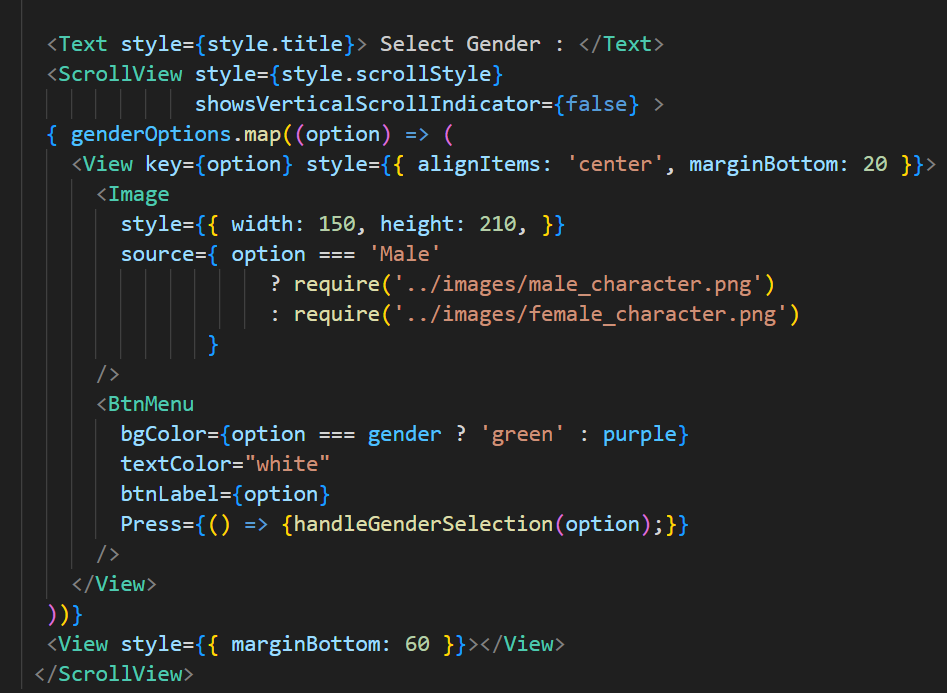 <Text style={style.title}> Select Gender : </Text>
<ScrollView style={style.scrollStyle}
            showsVerticalScrollIndicator={false} >
{ genderOptions.map((option) => (
  <View key={option} style={{ alignItems: 'center', marginBottom: 20 }}>
    <Image
      style={{ width: 150, height: 210, }}
      source={ option === 'Male'
                  ? require('../images/male_character.png')
                  : require('../images/female_character.png')
             }
    />
    <BtnMenu
      bgColor={option === gender ? 'green' : purple}
      textColor="white"
      btnLabel={option}
      Press={() => {handleGenderSelection(option);}}
    />
  </View>
))}
<View style={{ marginBottom: 60 }}></View>
</ScrollView>